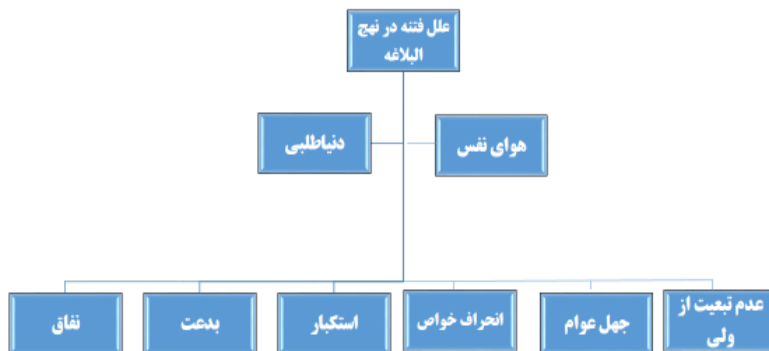 علل فتنه در نهج
البلاغه
هوای نفس
دنیاطلبی
عدم تبعیت از
ولی
جهل عوام
انحراف خواص
استکبار
بدعت
نفاق